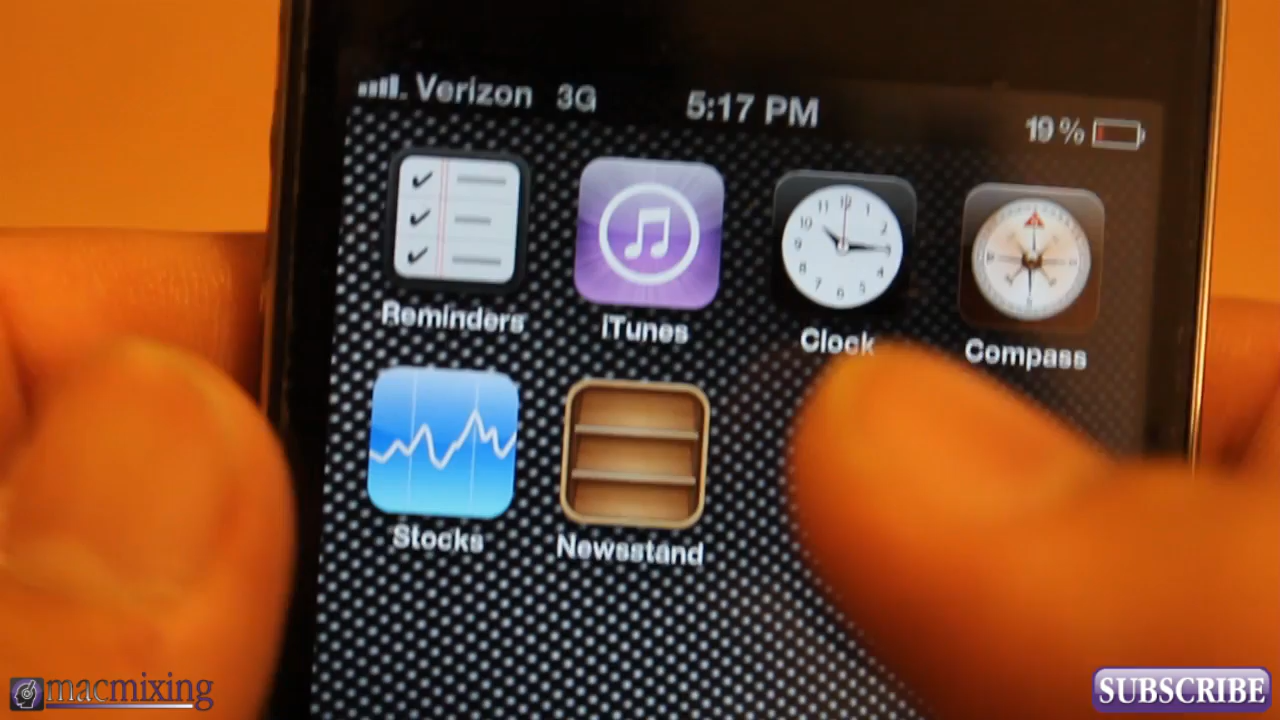 Verizon 3G 5:17 PM 19%
Reminders iTunes Clock Compass
Stocks Newsstand
macmixing
SUBSCRIBE